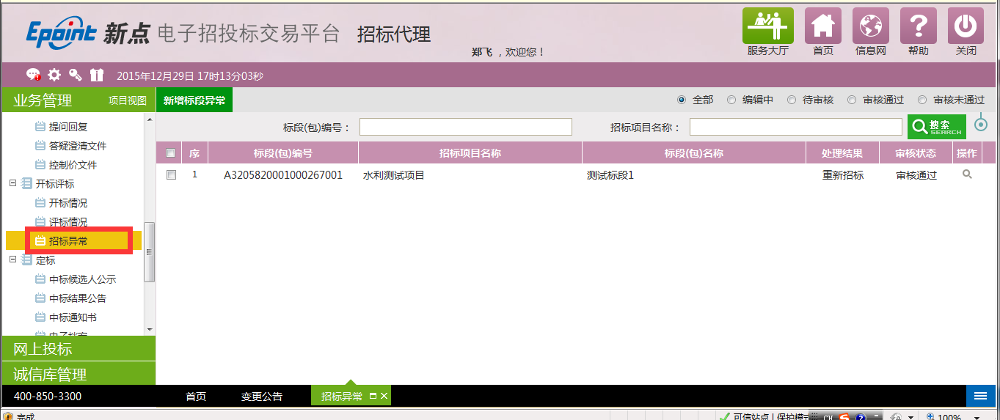 Epoint 新点 电子招投标交易平台 招标代理
郑飞 ，欢迎您！
服务大厅 首页 信息网 帮助 关闭
2015年12月29日 17时13分03秒
业务管理 项目视图
新增标段异常
全部 编辑中 待审核 审核通过 审核未通过
提问回复
答疑澄清文件
控制价文件
开标评标
开标情况
评标情况
招标异常
定标
中标候选人公示
中标结果公告
中标通知书
电子档案
网上投标
诚信库管理
标段(包)编号： 招标项目名称： 搜索 SEARCH
序 标段(包)编号 招标项目名称 标段(包)名称 处理结果 审核状态 操作
1 A3205820001000267001 水利测试项目 测试标段1 重新招标 审核通过
400-850-3300 首页 变更公告 招标异常
完成 可信站点 | 保护模式 CH 100%